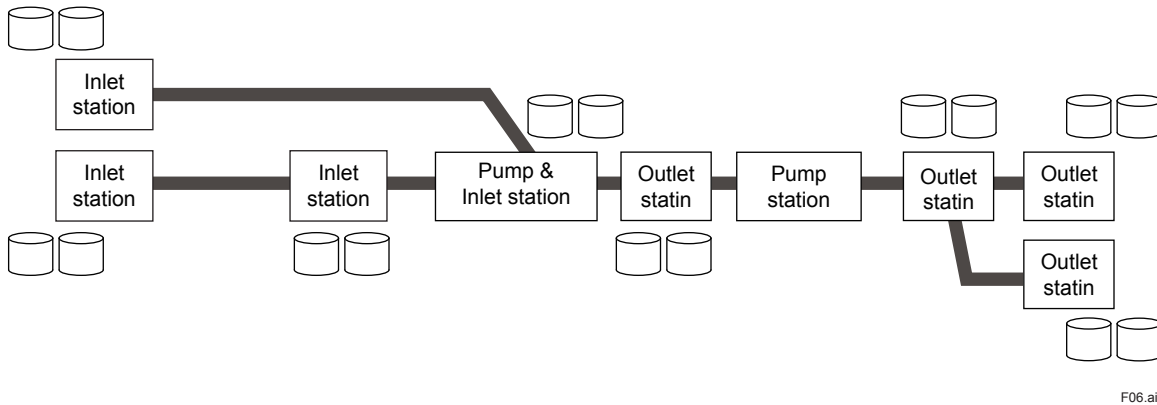 Inlet
station
Inlet
station
Inlet
station
Pump &
Inlet station
Outlet
statin
Pump
station
Outlet
statin
Outlet
statin
Outlet
statin
F06.ai